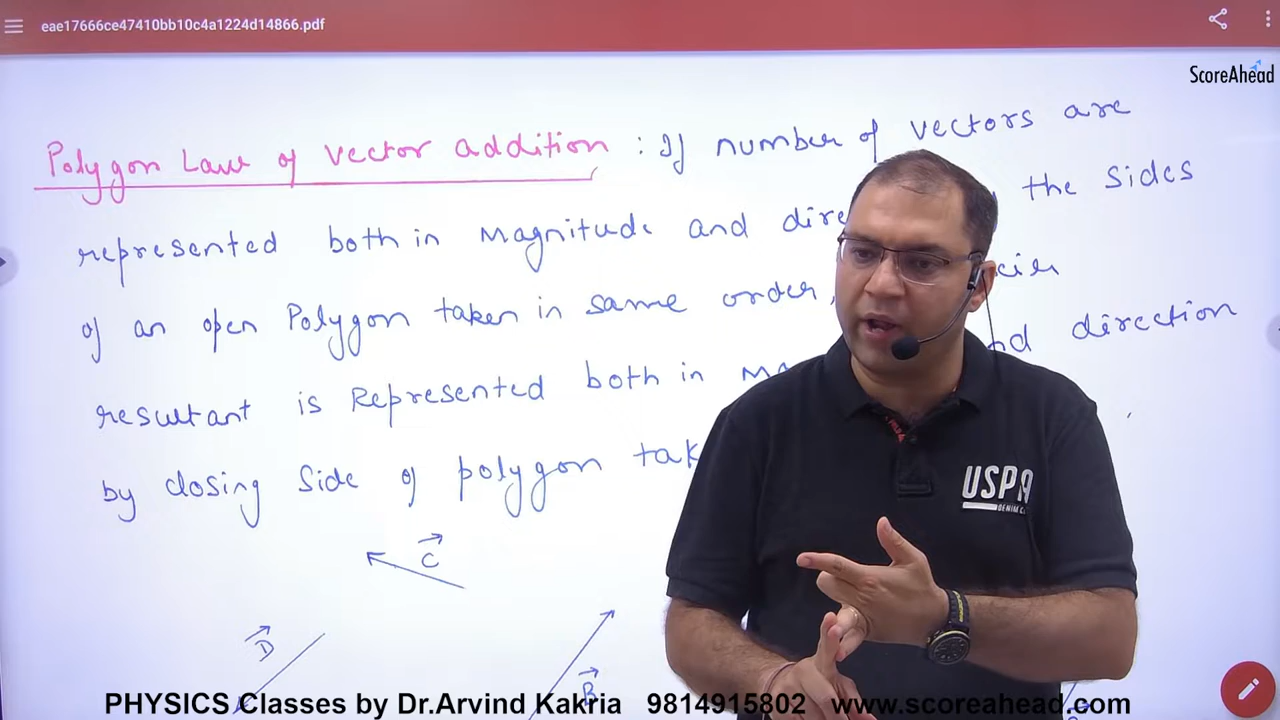 eae17666ce47410bb10c4a1224d14866.pdf
ScoreAhead
Polygon Law of vector addition : If number of vectors are
represented both in Magnitude and dire the sides
of an open Polygon taken in same order,
resultant is Represented both in Ma nd direction
by closing side of polygon tak
C
D
B
USPA
PHYSICS Classes by Dr.Arvind Kakria 9814915802 www.scoreahead.com